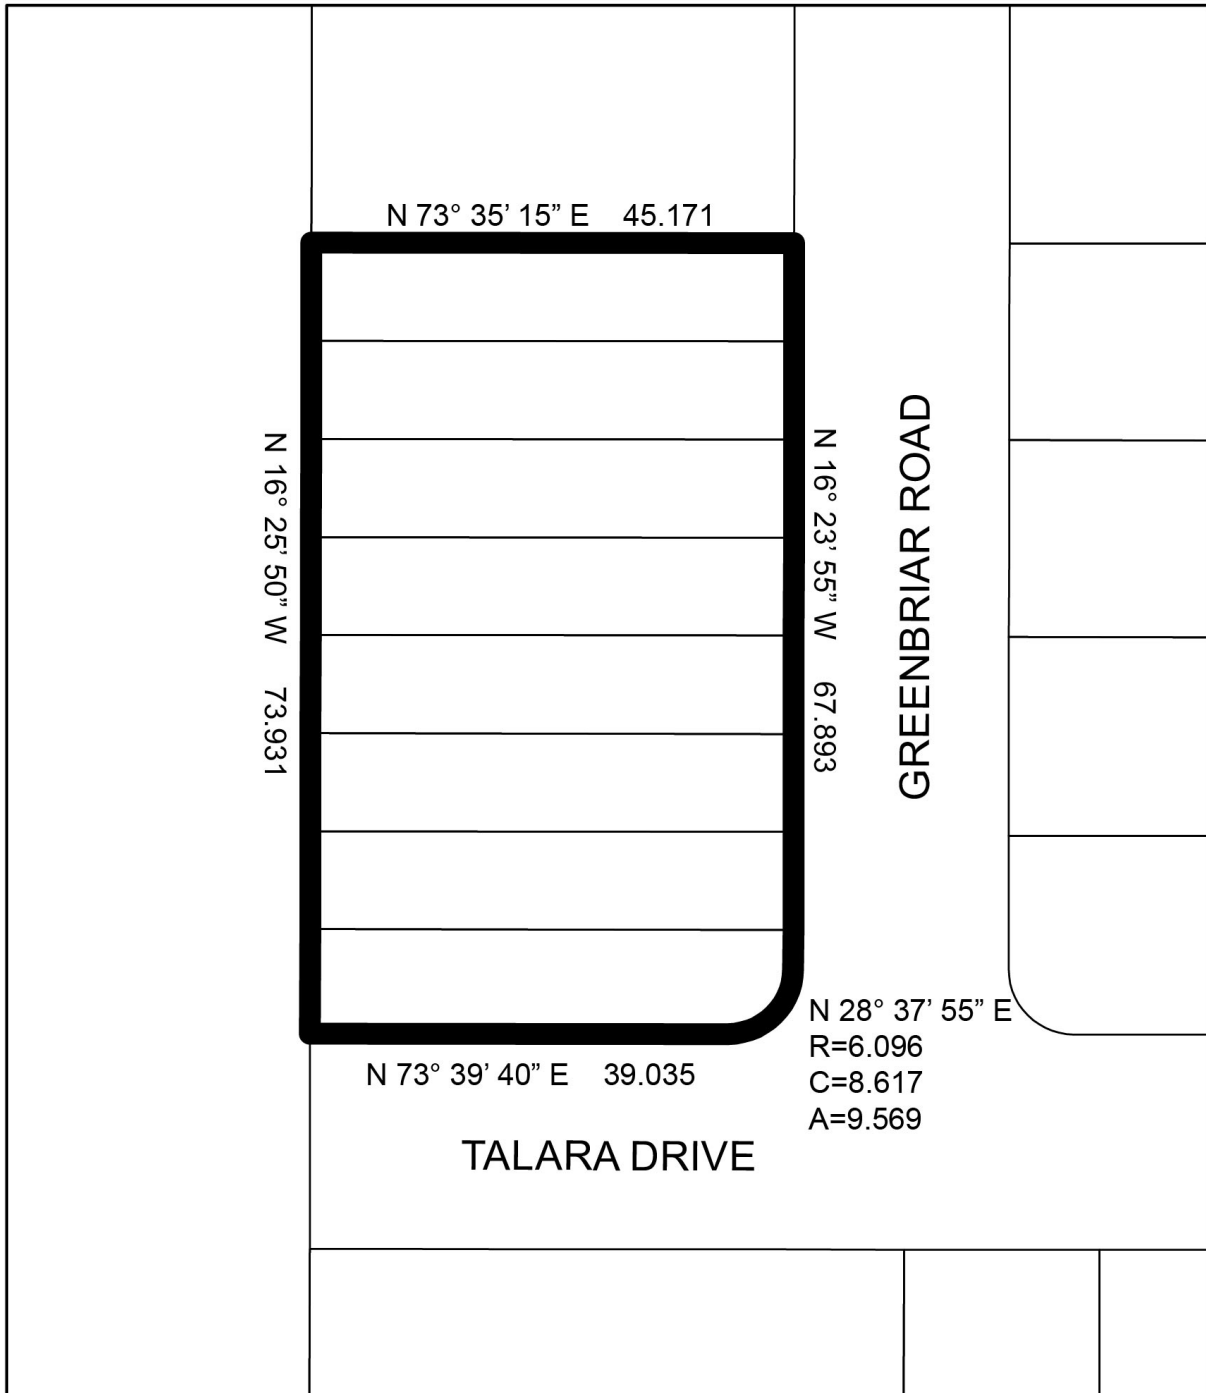 N 73° 35’ 15” E 45.171
N 16° 25’ 50” W 73.931
N 16° 23’ 55” W 67.893
GREENBRIAR ROAD
N 28° 37’ 55” E
R=6.096
C=8.617
A=9.569
N 73° 39’ 40” E 39.035
TALARA DRIVE